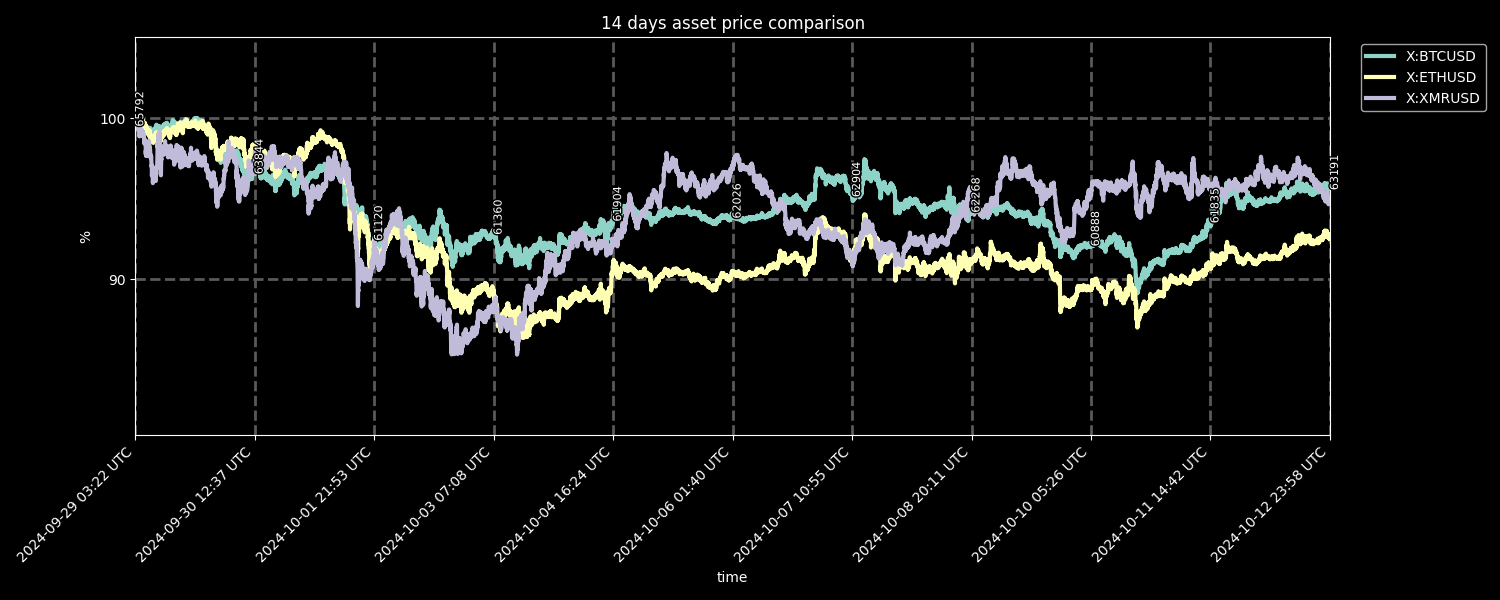 14 days asset price comparison
X:BTCUSD
X:ETHUSD
X:XMRUSD
%
100
90
65792
63844
61120
61360
61904
62026
62904
62268
60888
61835
63191
2024-09-29 03:22 UTC
2024-09-30 12:37 UTC
2024-10-01 21:53 UTC
2024-10-03 07:08 UTC
2024-10-04 16:24 UTC
2024-10-06 01:40 UTC
2024-10-07 10:55 UTC
2024-10-08 20:11 UTC
2024-10-10 05:26 UTC
2024-10-11 14:42 UTC
2024-10-12 23:58 UTC
time